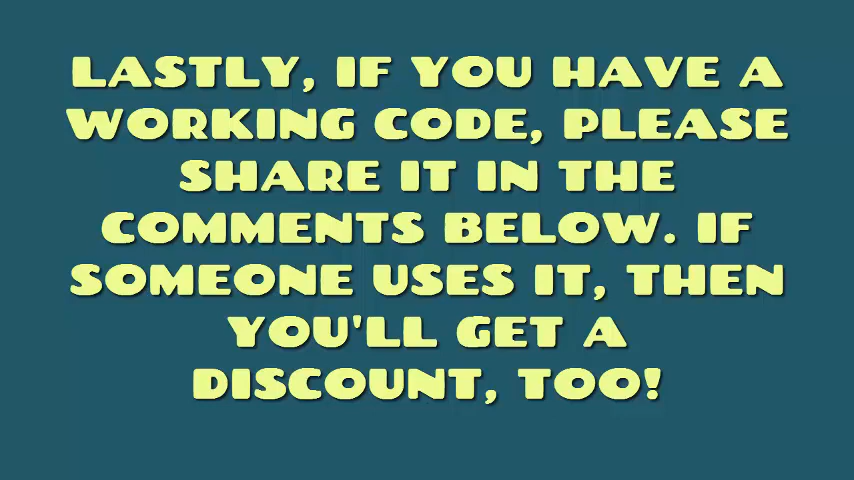 LASTLY, IF YOU HAVE A
WORKING CODE, PLEASE
SHARE IT IN THE
COMMENTS BELOW. IF
SOMEONE USES IT, THEN
YOU'LL GET A
DISCOUNT, TOO!